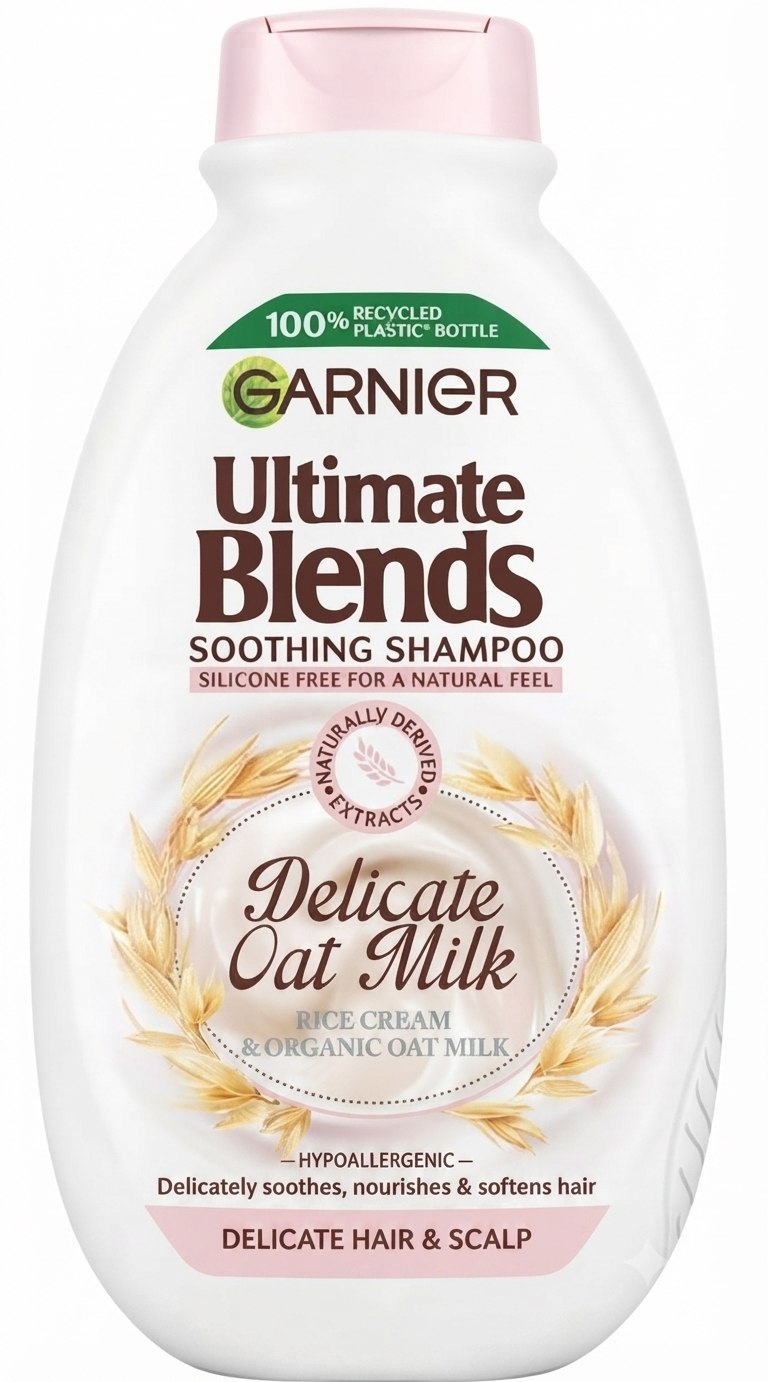 100% RECYCLED
PLASTIC® BOTTLE
GARNIER
Ultimate
Blends
SOOTHING SHAMPOO
SILICONE FREE FOR A NATURAL FEEL
NATURALLY DERIVED
• EXTRACTS •
Delicate
Oat Milk
RICE CREAM
& ORGANIC OAT MILK
—HYPOALLERGENIC—
Delicately soothes, nourishes & softens hair
DELICATE HAIR & SCALP